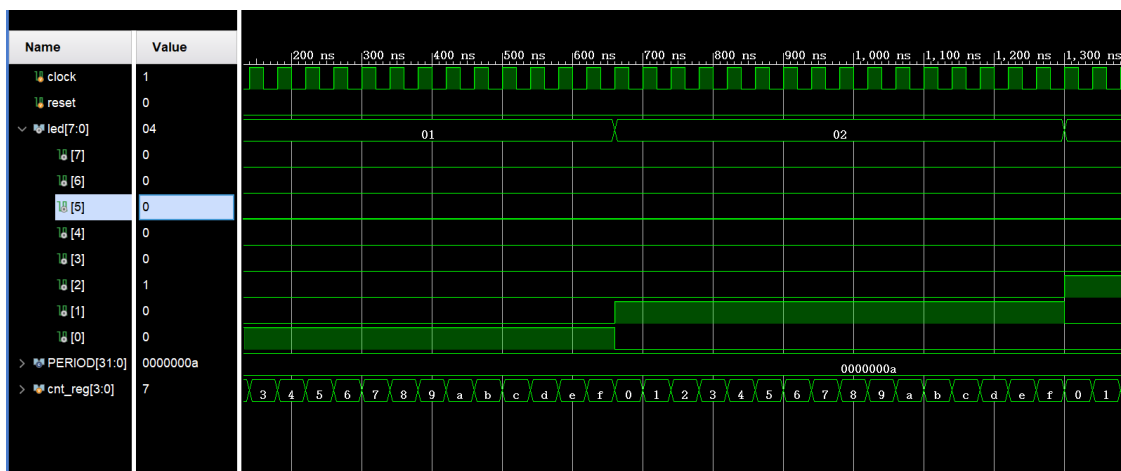 Name Value
200 ns 300 ns 400 ns 500 ns 600 ns 700 ns 800 ns 900 ns 1,000 ns 1,100 ns 1,200 ns 1,300 ns
clock 1
reset 0
led[7:0] 04 01 02
[7] 0
[6] 0
[5] 0
[4] 0
[3] 0
[2] 1
[1] 0
[0] 0
PERIOD[31:0] 0000000a 0000000a
cnt_reg[3:0] 7 3 4 5 6 7 8 9 a b c d e f 0 1 2 3 4 5 6 7 8 9 a b c d e f 0 1